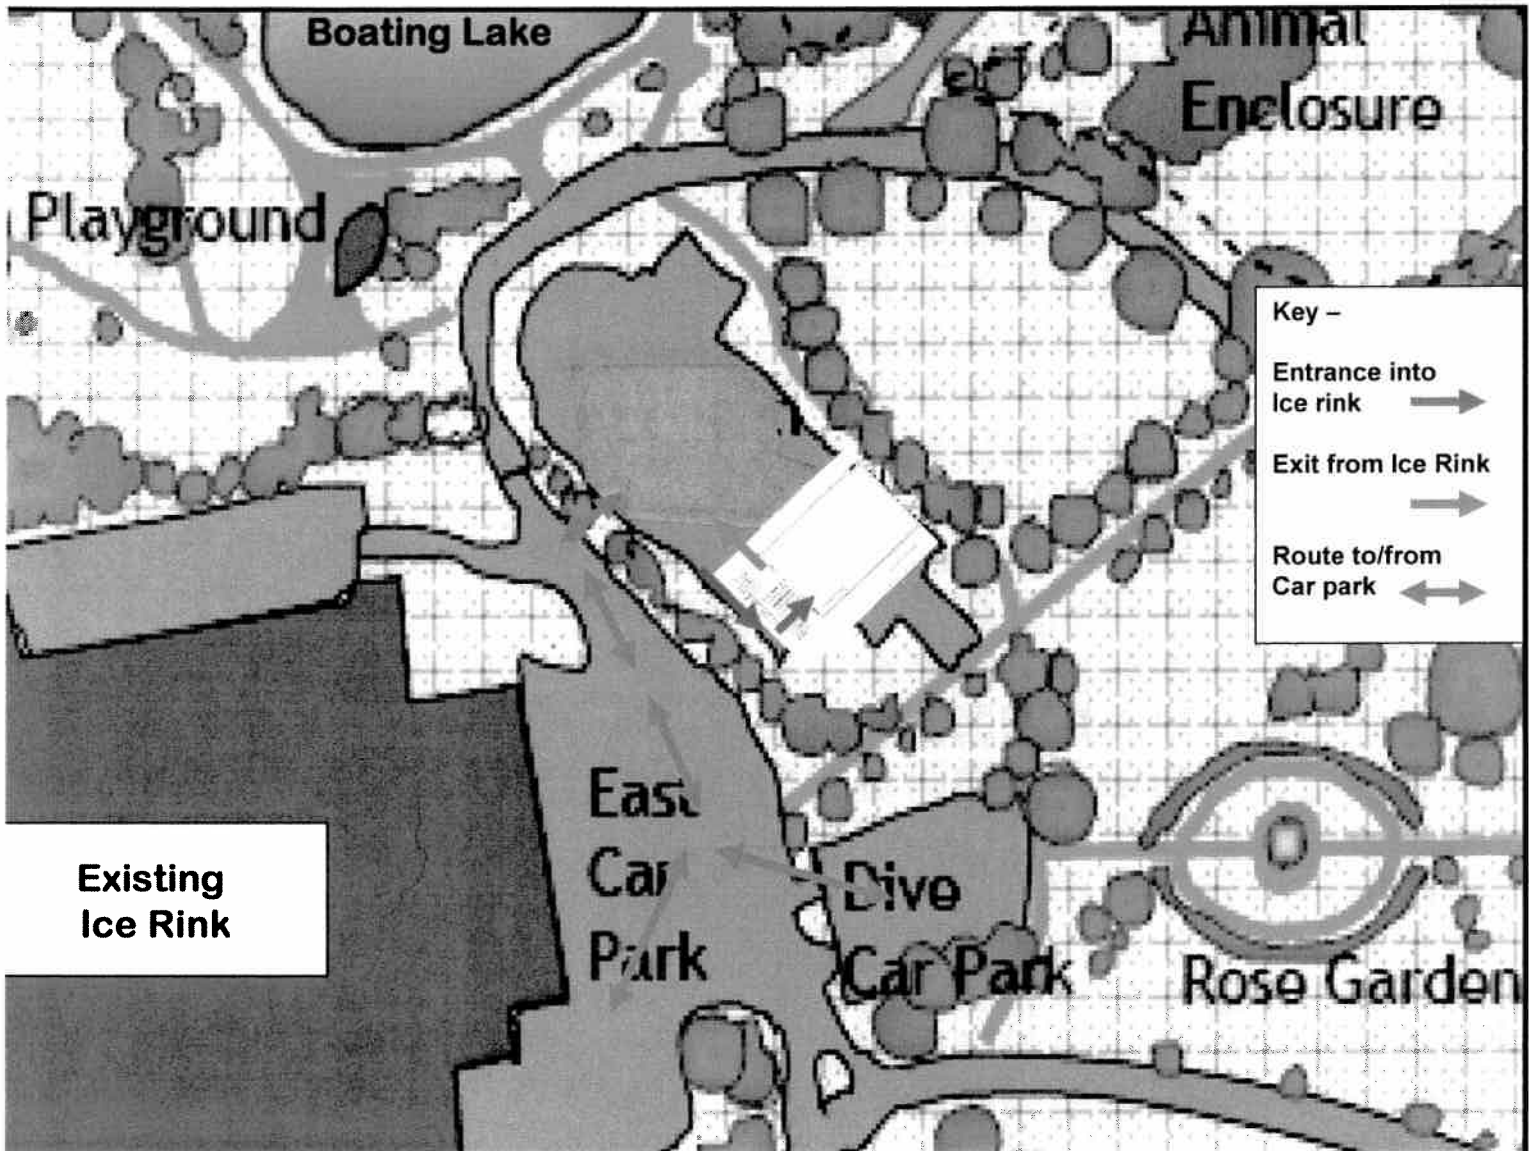 Boating Lake
Animal
Enclosure
Playground
Key –
Entrance into
Ice rink
Exit from Ice Rink
Route to/from
Car park
East
Car
Park
Dive
Car Park
Existing
Ice Rink
Rose Garden